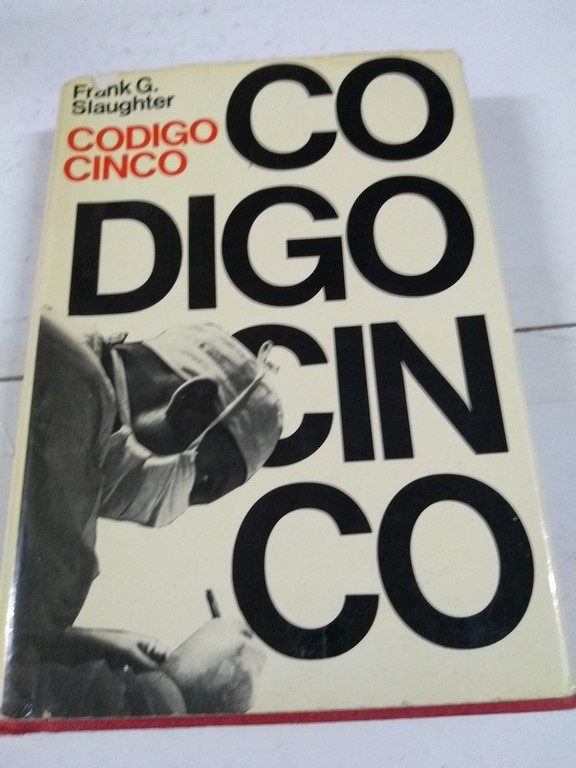 Frank G.
Slaughter
CODIGO
CINCO
CO
DIGO
CIN
CO